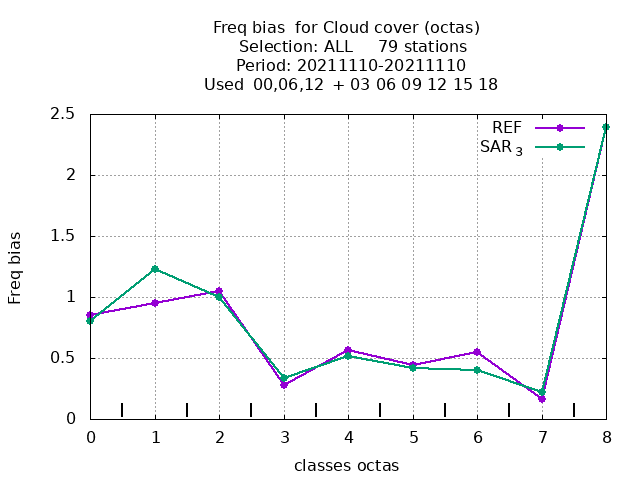 Freq bias  for Cloud cover (octas)
Selection: ALL     79 stations
Period: 20211110-20211110
Used  00,06,12  + 03 06 09 12 15 18
2.5
2
1.5
1
0.5
0
Freq bias
REF
SAR 3
0 1 2 3 4 5 6 7 8
classes octas